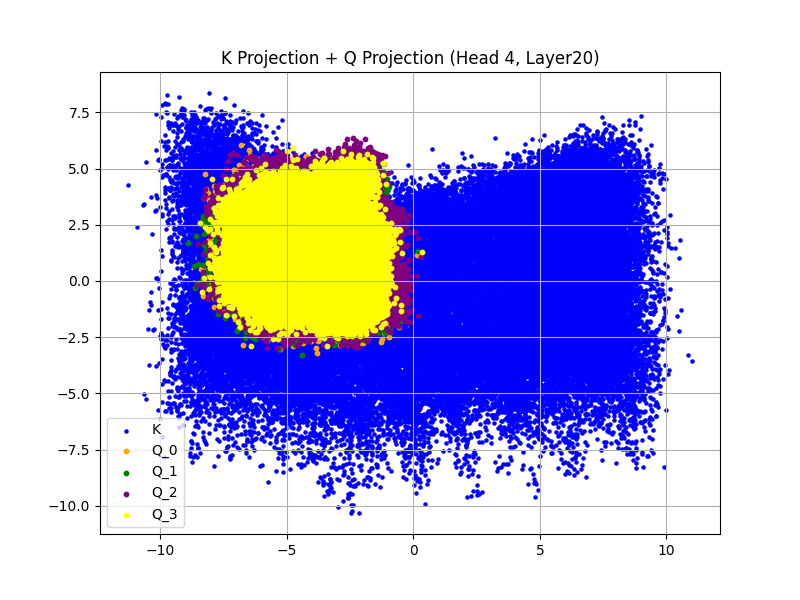 K Projection + Q Projection (Head 4, Layer20)
7.5
5.0
2.5
0.0
−2.5
−5.0
−7.5
−10.0
K
Q_0
Q_1
Q_2
Q_3
−10 −5 0 5 10